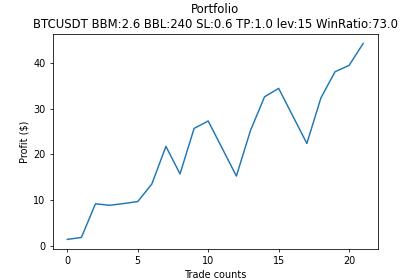 Portfolio
BTCUSDT BBM:2.6 BBL:240 SL:0.6 TP:1.0 lev:15 WinRatio:73.0
40
30
20
10
0
Profit ($)
0 5 10 15 20
Trade counts